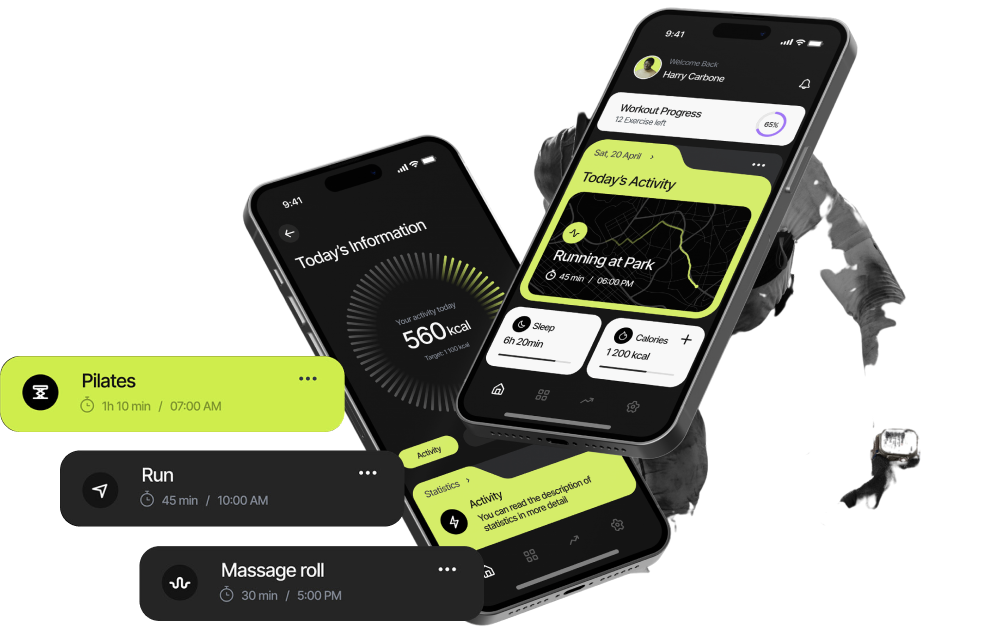 9:41
Welcome Back
Harry Carbone
Workout Progress
12 Exercise left
65%
Sat, 20 April
Today's Activity
Running at Park
45 min / 06:00 PM
Sleep
6h 20min
Calories
1 200 kcal
9:41
Today's Information
Your activity today
560 kcal
Target: 1 100 kcal
Activity
Statistics
Activity
You can read the description of
statistics in more detail
Pilates
1h 10 min / 07:00 AM
Run
45 min / 10:00 AM
Massage roll
30 min / 5:00 PM